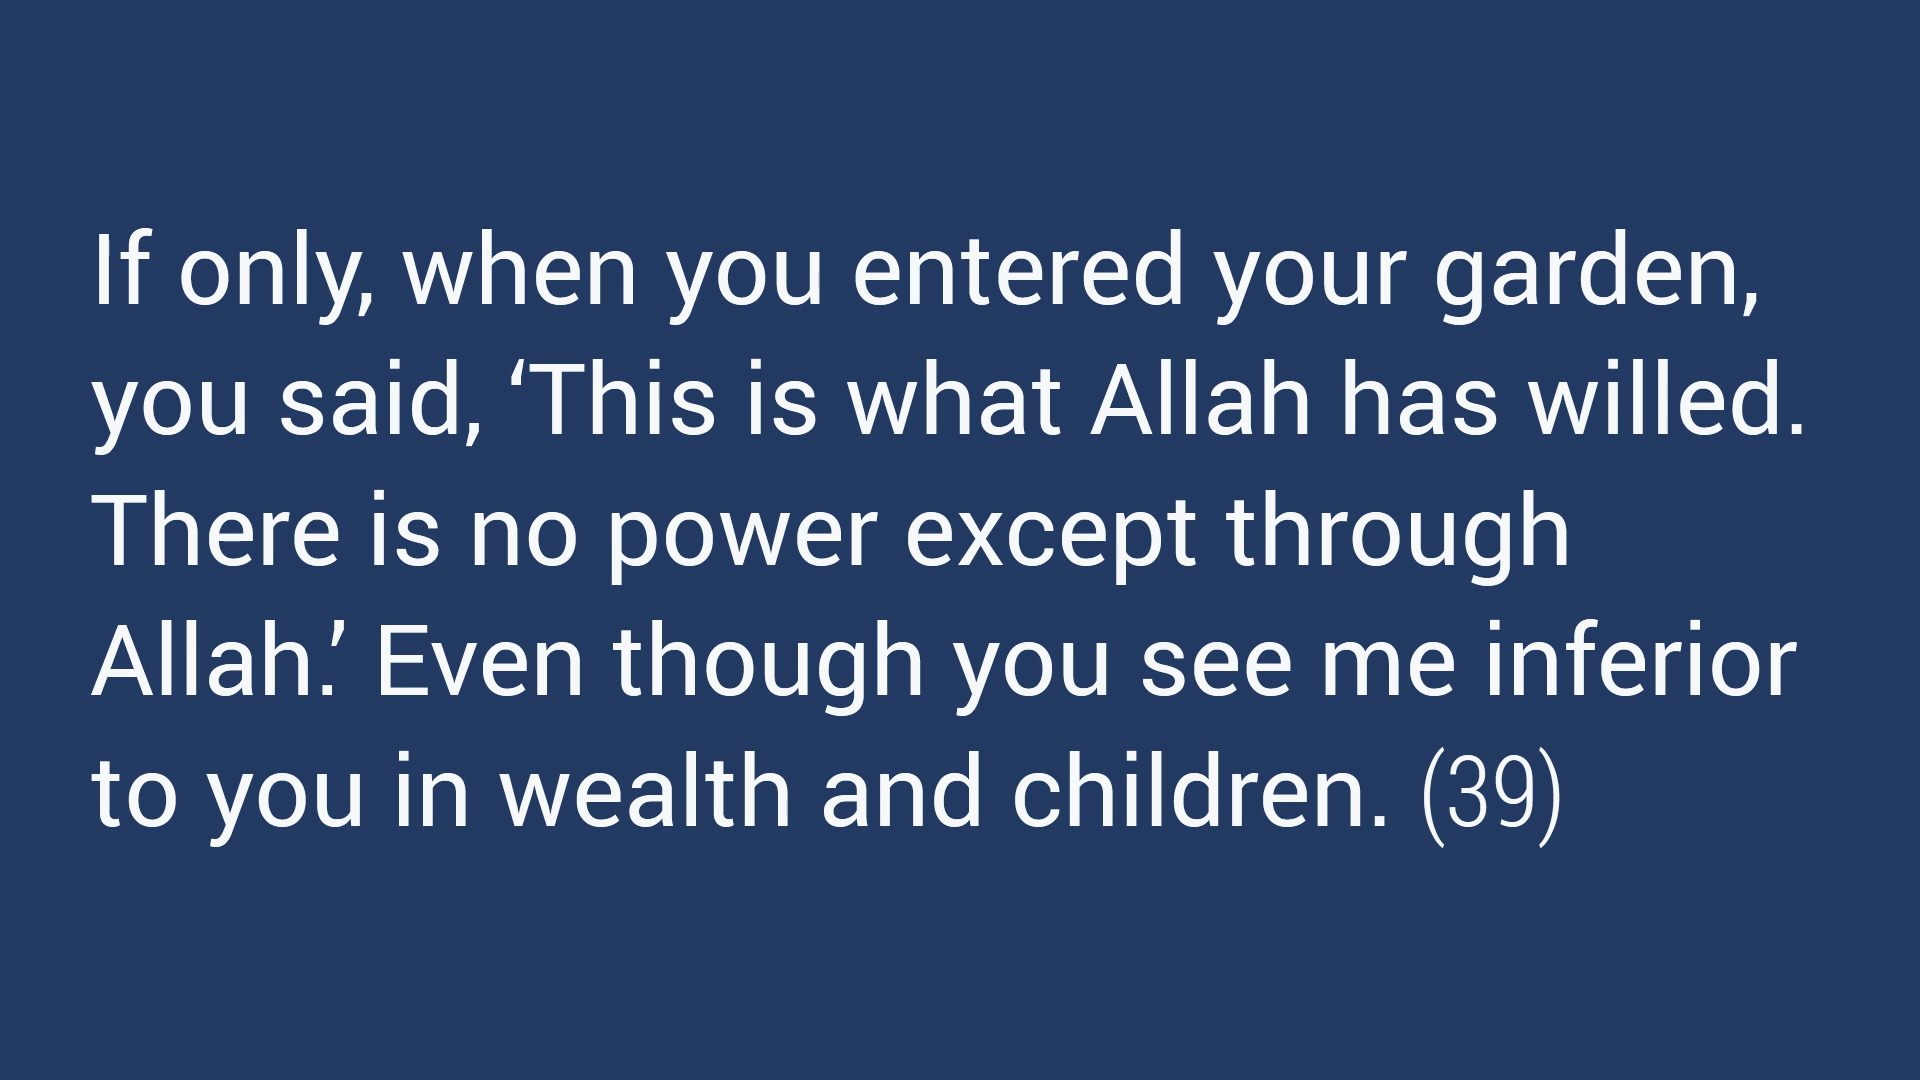 If only, when you entered your garden,
you said, ‘This is what Allah has willed.
There is no power except through
Allah.’ Even though you see me inferior
to you in wealth and children. (39)